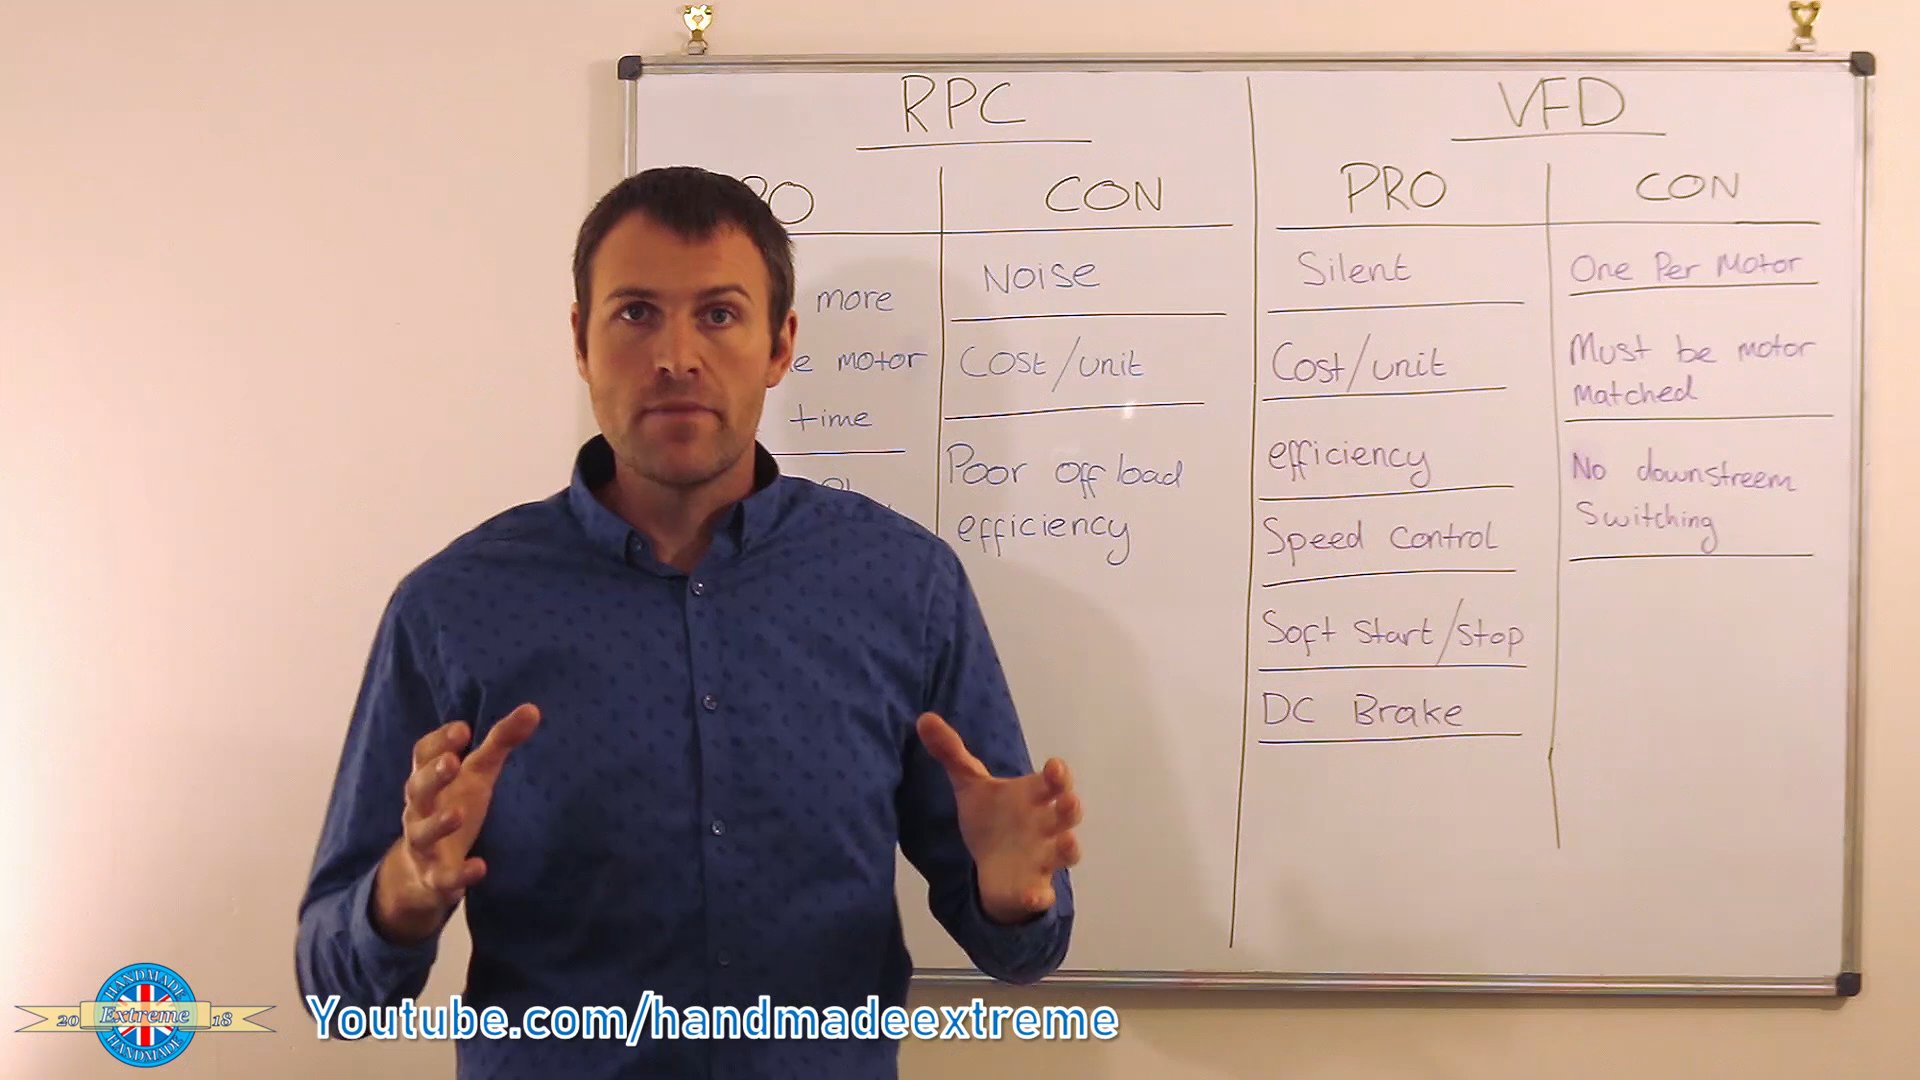 RPC
VFD
CON
PRO
CON
more
motor
time
Noise
Cost/unit
Poor off load
efficiency
Silent
Cost/unit
efficiency
Speed Control
Soft Start/stop
DC Brake
One Per Motor
Must be motor
Matched
No downstreem
Switching
HANDMADE
20 Extreme 18
HANDMADE
Youtube.com/handmadeextreme